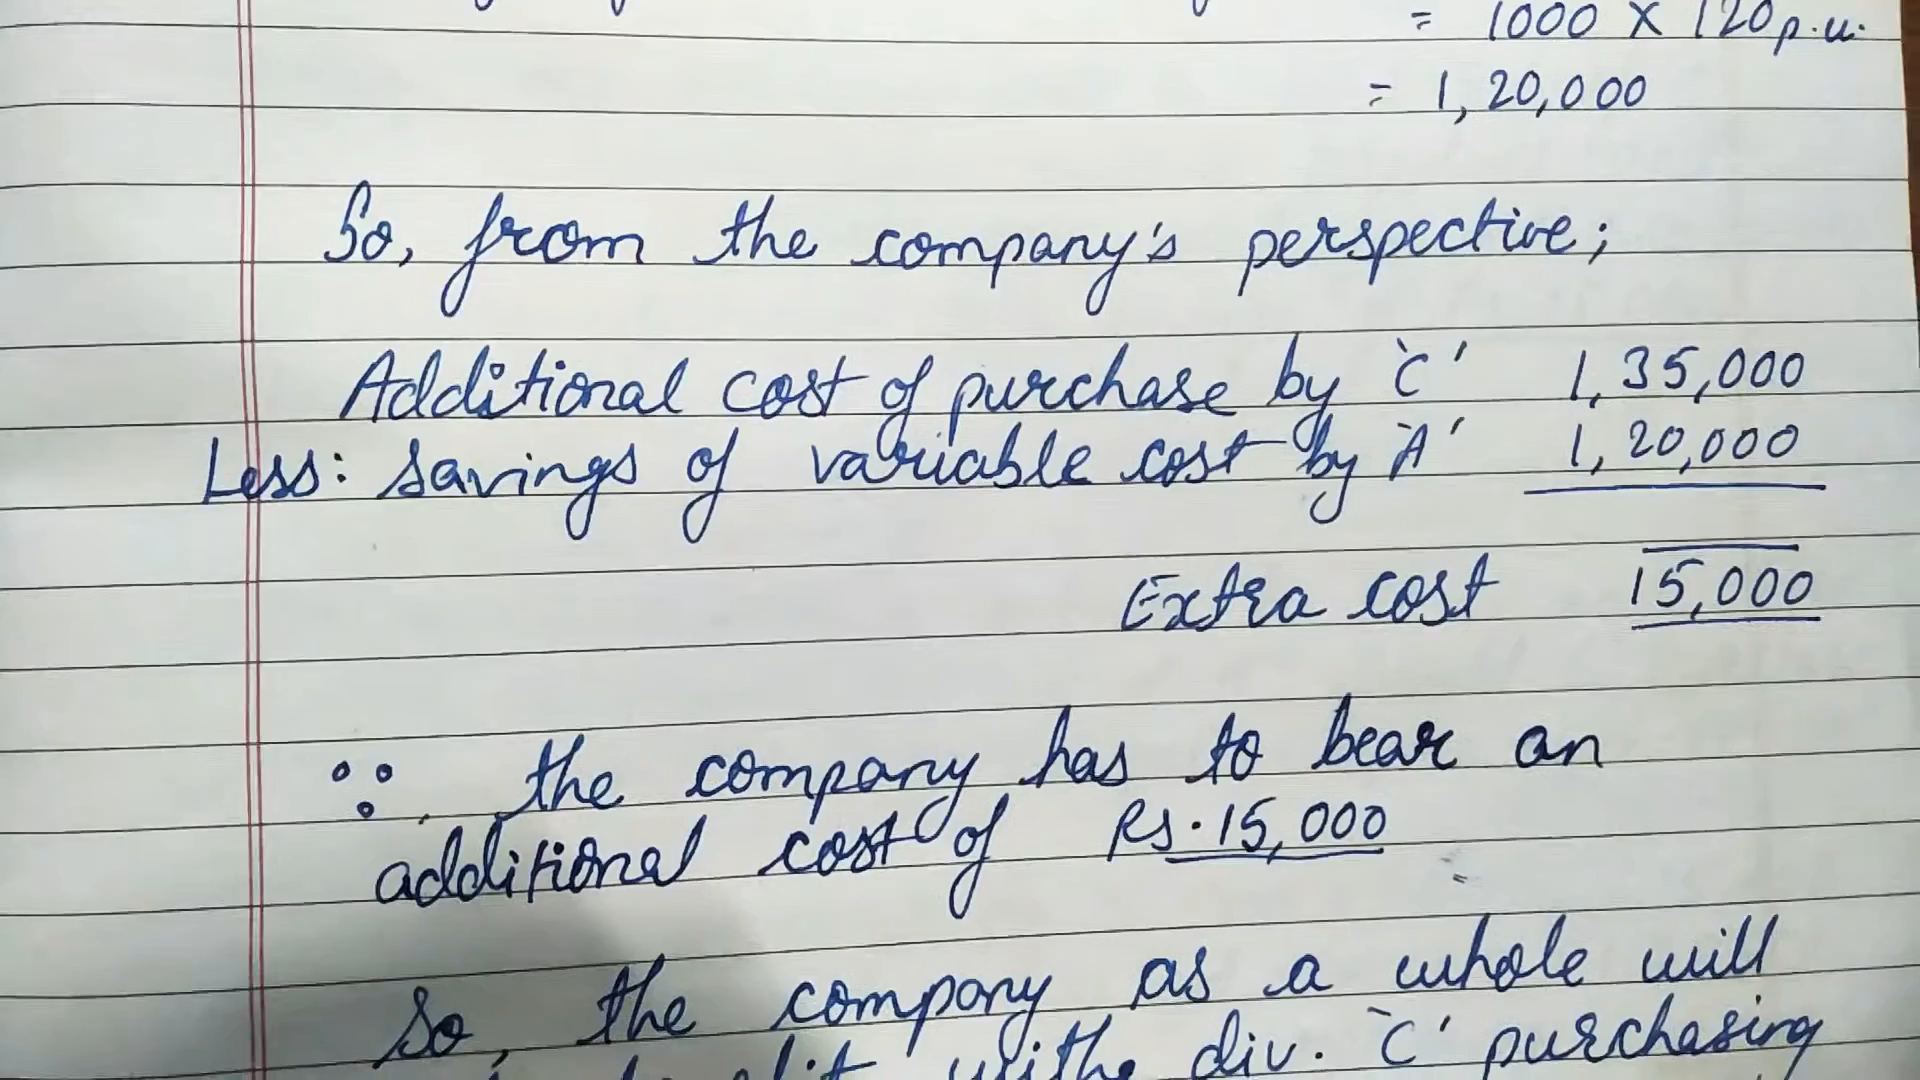 = 1000 X 120 p.u.
= 1,20,000
So, from the company's perspective;
Additional cost of purchase by 'C' 1,35,000
Less: Savings of variable cost by 'A' 1,20,000
Extra cost 15,000
∵ the company has to bear an
additional cost of Rs. 15,000
So, the company as a whole will
div. 'C' purchasing